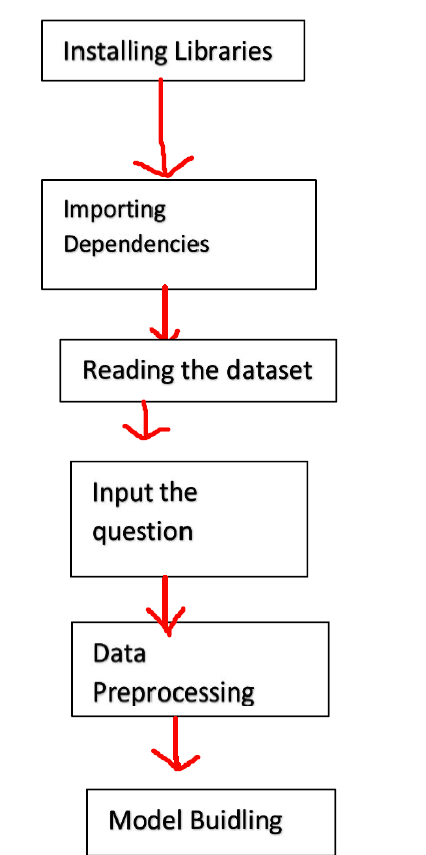 Installing Libraries
Importing
Dependencies
Reading the dataset
Input the
question
Data
Preprocessing
Model Buidling